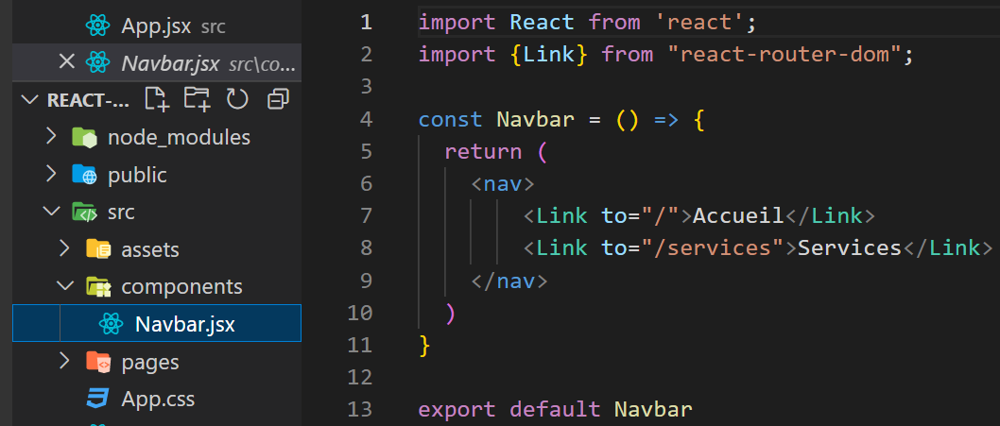 App.jsx src
Navbar.jsx src\co...
REACT-...
node_modules
public
src
assets
components
Navbar.jsx
pages
App.css
1 import React from 'react';
2 import {Link} from "react-router-dom";
3
4 const Navbar = () => {
5 return (
6 <nav>
7 <Link to="/">Accueil</Link>
8 <Link to="/services">Services</Link>
9 </nav>
10 )
11 }
12
13 export default Navbar